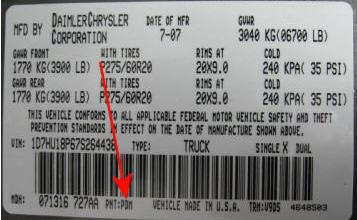 MFD BY DAIMLERCHRYSLER CORPORATION
DATE OF MFR 7-07
GVWR 3040 KG(06700 LB)
GAWR FRONT WITH TIRES RIMS AT COLD
1770 KG(3900 LB) P275/60R20 20X9.0 240 KPA( 35 PSI)
GAWR REAR WITH TIRES RIMS AT COLD
1770 KG(3900 LB) P275/60R20 20X9.0 240 KPA( 35 PSI)
THIS VEHICLE CONFORMS TO ALL APPLICABLE FEDERAL MOTOR VEHICLE SAFETY AND
THEFT PREVENTION STANDARDS IN EFFECT ON THE DATE OF MANUFACTURE SHOWN ABOVE.
VIN: 1D7HU18P67S264438 TYPE: TRUCK SINGLE X DUAL
MDH: 071316 727AA PNT:PDM VEHICLE MADE IN U.S.A. TRM:V9D5 4648503